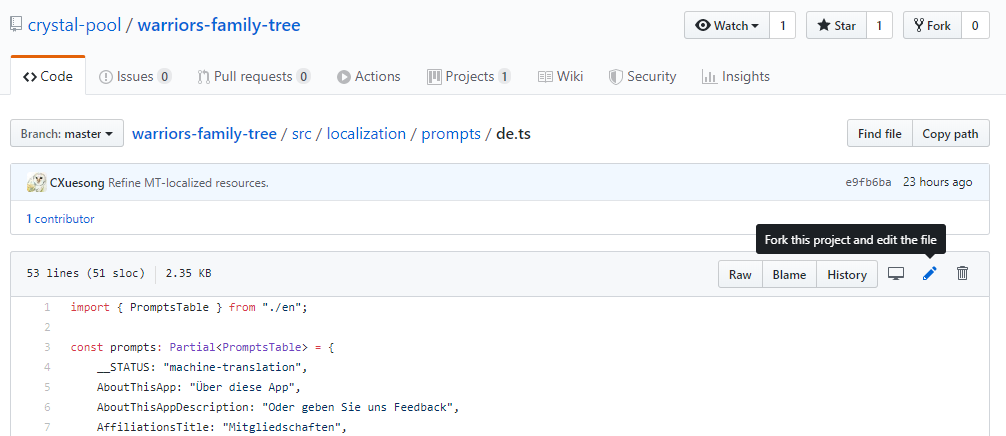 crystal-pool / warriors-family-tree
Watch 1 Star 1 Fork 0
Code Issues 0 Pull requests 0 Actions Projects 1 Wiki Security Insights
Branch: master warriors-family-tree / src / localization / prompts / de.ts Find file Copy path
CXuesong Refine MT-localized resources. e9fb6ba 23 hours ago
1 contributor
Fork this project and edit the file
53 lines (51 sloc) 2.35 KB Raw Blame History
1 import { PromptsTable } from "./en";
2
3 const prompts: Partial<PromptsTable> = {
4 __STATUS: "machine-translation",
5 AboutThisApp: "Über diese App",
6 AboutThisAppDescription: "Oder geben Sie uns Feedback",
7 AffiliationsTitle: "Mitgliedschaften",